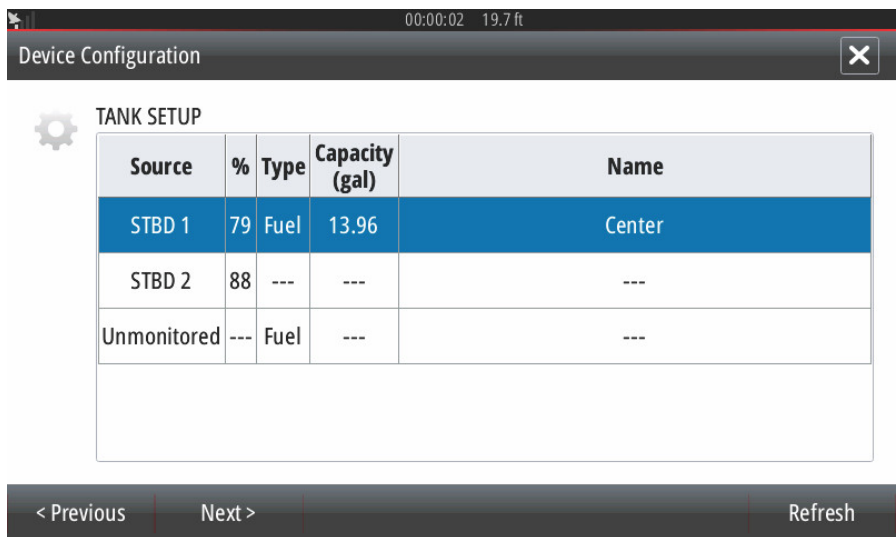 00:00:02 19.7 ft
Device Configuration
TANK SETUP
Source % Type Capacity (gal) Name
STBD 1 79 Fuel 13.96 Center
STBD 2 88 --- --- ---
Unmonitored --- Fuel --- ---
< Previous Next > Refresh